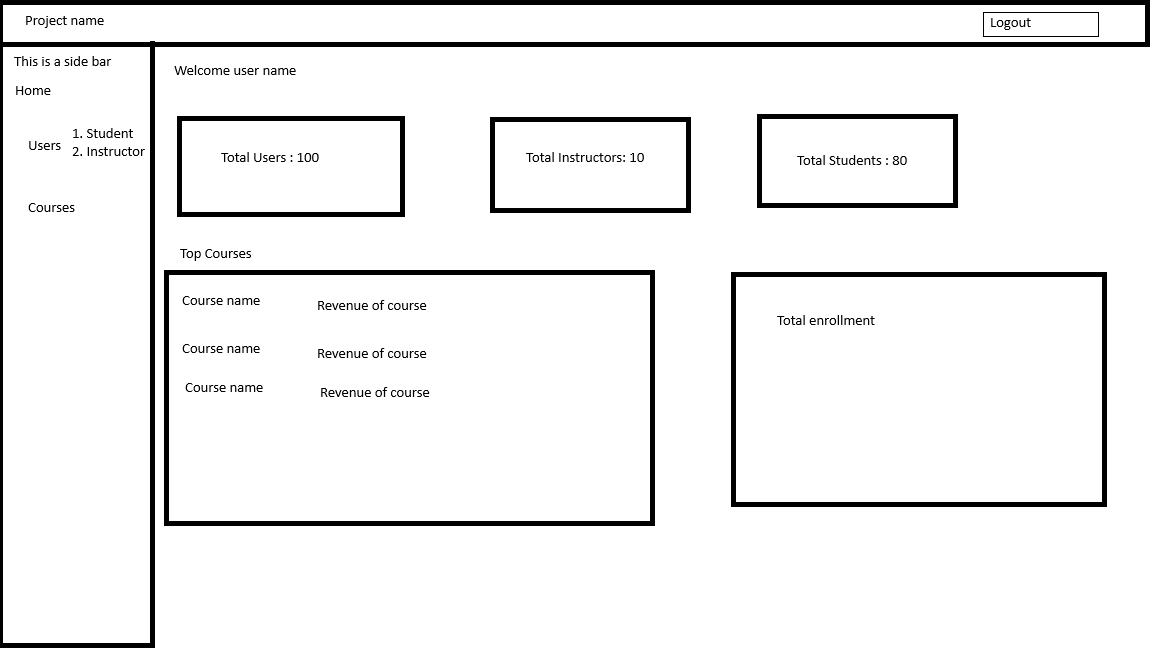 Project name
Logout
This is a side bar
Home
Users
1. Student
2. Instructor
Courses
Welcome user name
Total Users : 100
Total Instructors: 10
Total Students : 80
Top Courses
Course name
Revenue of course
Course name
Revenue of course
Course name
Revenue of course
Total enrollment